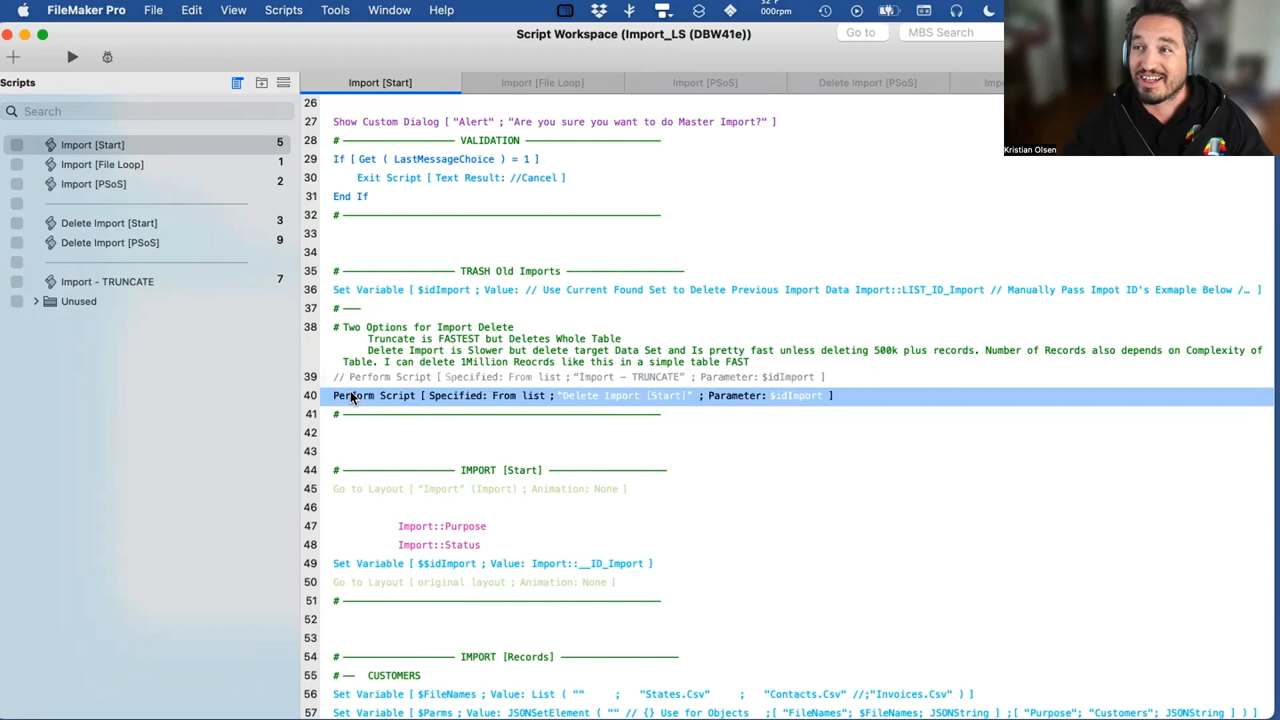 FileMaker Pro File Edit View Scripts Tools Window Help
000rpm
Script Workspace (Import_LS (DBW41e))
Go to
MBS Search
Scripts
Import [Start]
Import [File Loop]
Import [PSoS]
Delete Import [PSoS]
Search
Import [Start] 5
Import [File Loop] 1
Import [PSoS] 2
Delete Import [Start] 3
Delete Import [PSoS] 9
Import - TRUNCATE 7
Unused
Kristian Olsen
26
27 Show Custom Dialog [ "Alert" ; "Are you sure you want to do Master Import?" ]
28 # VALIDATION
29 If [ Get ( LastMessageChoice ) = 1 ]
30 Exit Script [ Text Result: //Cancel ]
31 End If
32 #
33
34
35 # TRASH Old Imports
36 Set Variable [ $idImport ; Value: // Use Current Found Set to Delete Previous Import Data Import::LIST_ID_Import // Manually Pass Impot ID's Exmaple Below /… ]
37 # —
38 # Two Options for Import Delete
Truncate is FASTEST but Deletes Whole Table
Delete Import is Slower but delete target Data Set and Is pretty fast unless deleting 500k plus records. Number of Records also depends on Complexity of
Table. I can delete 1Million Reocrds like this in a simple table FAST
39 // Perform Script [ Specified: From list ; "Import – TRUNCATE" ; Parameter: $idImport ]
40 Perform Script [ Specified: From list ; "Delete Import [Start]" ; Parameter: $idImport ]
41 #
42
43
44 # IMPORT [Start]
45 Go to Layout [ "Import" (Import) ; Animation: None ]
46
47 Import::Purpose
48 Import::Status
49 Set Variable [ $$idImport ; Value: Import::__ID_Import ]
50 Go to Layout [ original layout ; Animation: None ]
51 #
52
53
54 # IMPORT [Records]
55 #— CUSTOMERS
56 Set Variable [ $FileNames ; Value: List ( "" ; "States.Csv" ; "Contacts.Csv" //;"Invoices.Csv" ) ]
57 Set Variable [ $Parms ; Value: JSONSetElement ( "" // {} Use for Objects ;[ "FileNames"; $FileNames; JSONString ] ;[ "Purpose"; "Customers"; JSONString ] ) ]